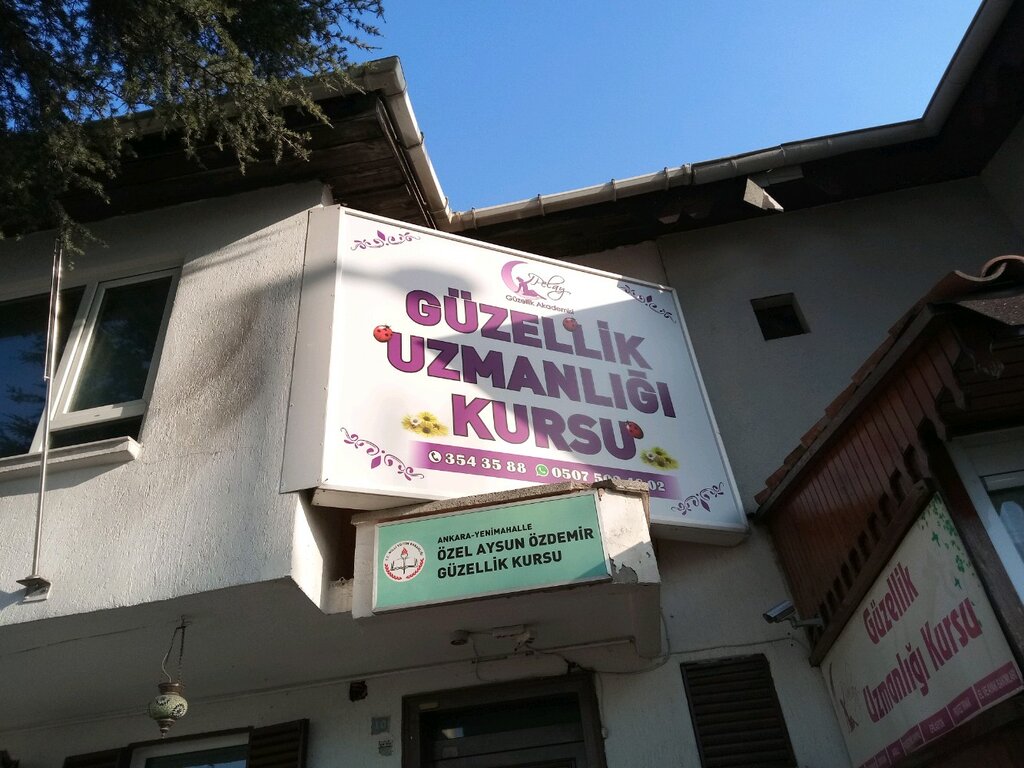 Pelay
Güzellik Akademisi
GÜZELLİK
UZMANLIĞI
KURSU
354 35 88 0507
ANKARA-YENİMAHALLE
ÖZEL AYSUN ÖZDEMİR
GÜZELLİK KURSU
Güzellik
Uzmanlığı Kursu